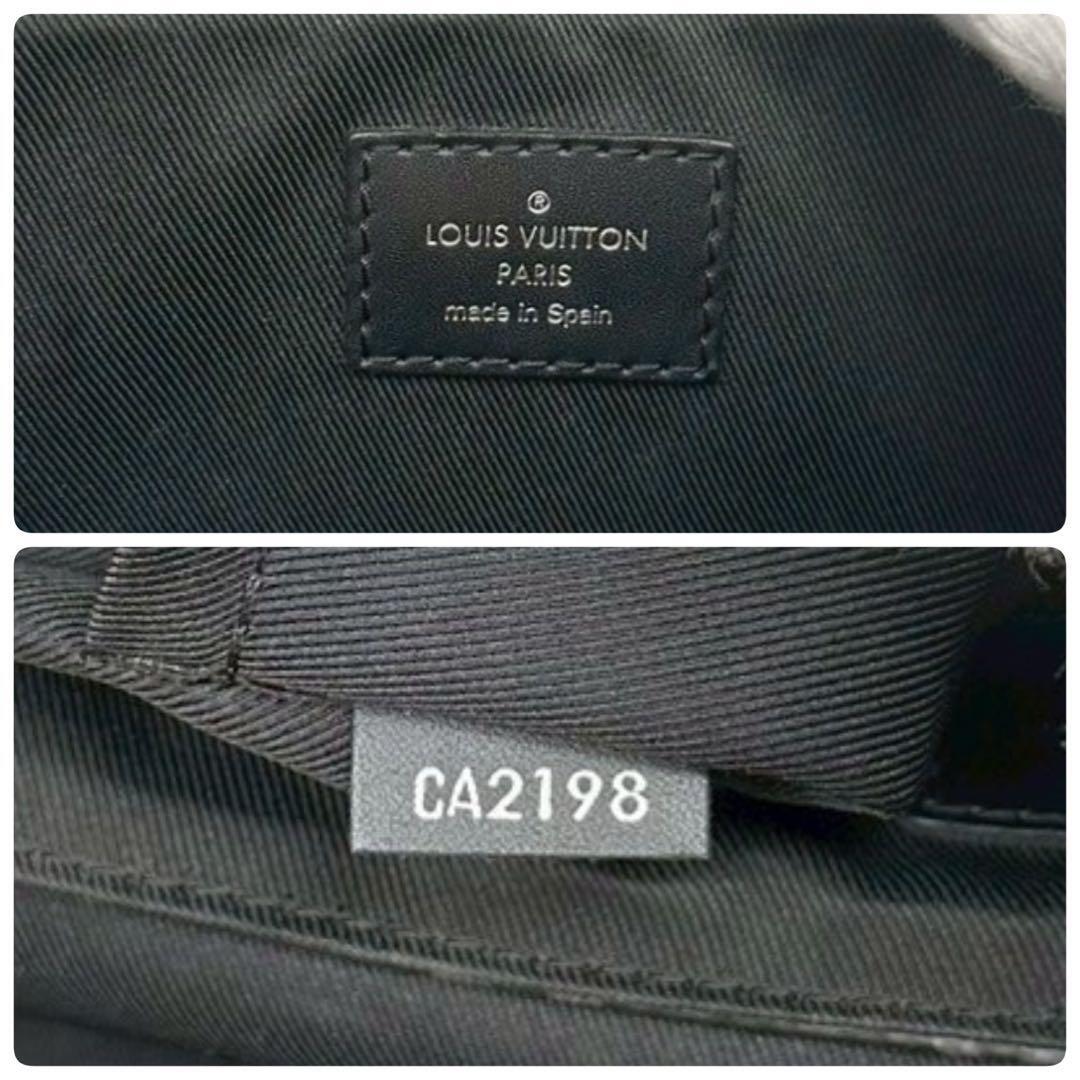 ®
LOUIS VUITTON
PARIS
made in Spain
CA2198